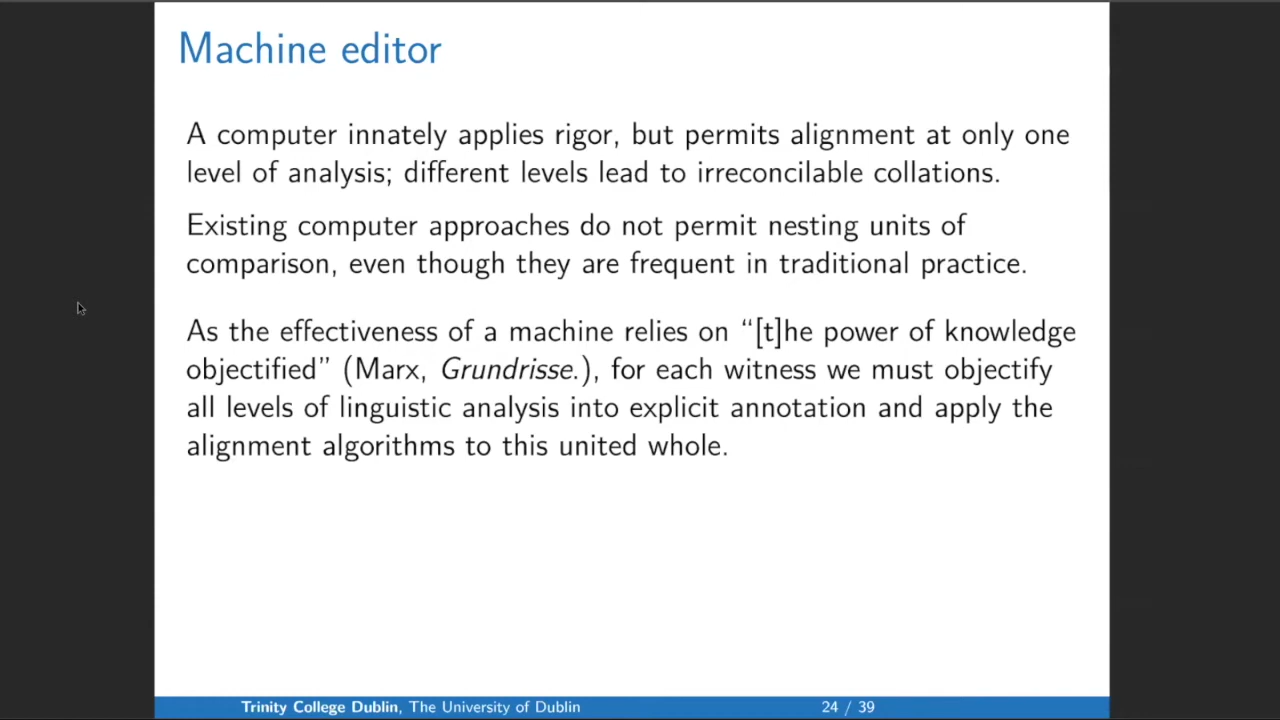 Machine editor
A computer innately applies rigor, but permits alignment at only one
level of analysis; different levels lead to irreconcilable collations.
Existing computer approaches do not permit nesting units of
comparison, even though they are frequent in traditional practice.
As the effectiveness of a machine relies on “[t]he power of knowledge
objectified” (Marx, Grundrisse.), for each witness we must objectify
all levels of linguistic analysis into explicit annotation and apply the
alignment algorithms to this united whole.
Trinity College Dublin, The University of Dublin 24 / 39